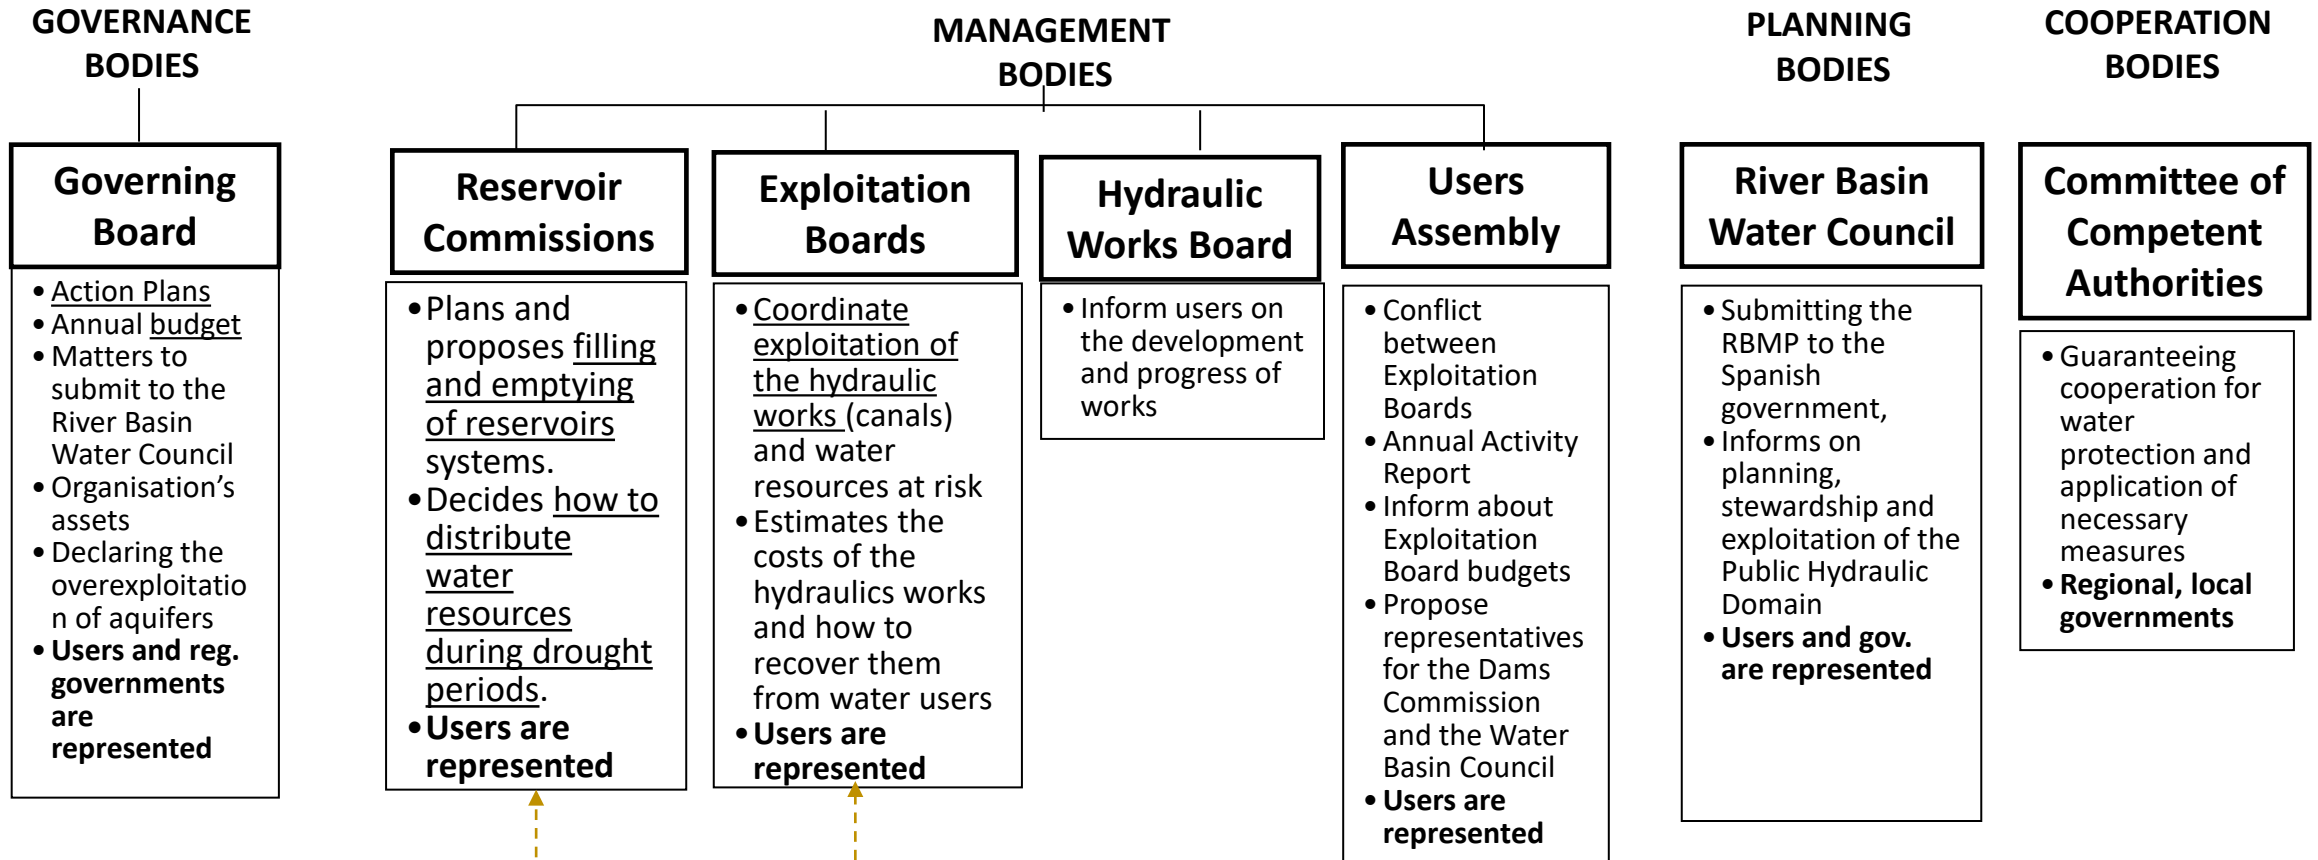 GOVERNANCE
BODIES
Governing
Board
• Action Plans
• Annual budget
• Matters to
submit to the
River Basin
Water Council
• Organisation's
assets
• Declaring the
overexploitatio
n of aquifers
• Users and reg.
governments
are
represented
MANAGEMENT
BODIES
Reservoir
Commissions
• Plans and
proposes filling
and emptying
of reservoirs
systems.
• Decides how to
distribute
water
resources
during drought
periods.
• Users are
represented
Exploitation
Boards
• Coordinate
exploitation of
the hydraulic
works (canals)
and water
resources at risk
• Estimates the
costs of the
hydraulics works
and how to
recover them
from water users
• Users are
represented
Hydraulic
Works Board
• Inform users on
the development
and progress of
works
Users
Assembly
• Conflict
between
Exploitation
Boards
• Annual Activity
Report
• Inform about
Exploitation
Board budgets
• Propose
representatives
for the Dams
Commission
and the Water
Basin Council
• Users are
represented
PLANNING
BODIES
River Basin
Water Council
• Submitting the
RBMP to the
Spanish
government,
• Informs on
planning,
stewardship and
exploitation of the
Public Hydraulic
Domain
• Users and gov.
are represented
COOPERATION
BODIES
Committee of
Competent
Authorities
• Guaranteeing
cooperation for
water
protection and
application of
necessary
measures
• Regional, local
governments